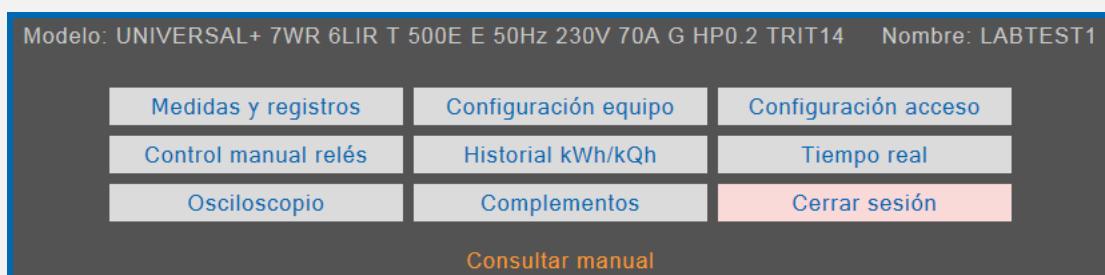 Modelo: UNIVERSAL+ 7WR 6LIR T 500E E 50Hz 230V 70A G HP0.2 TRIT14 Nombre: LABTEST1
Medidas y registros Configuración equipo Configuración acceso
Control manual relés Historial kWh/kQh Tiempo real
Osciloscopio Complementos Cerrar sesión
Consultar manual